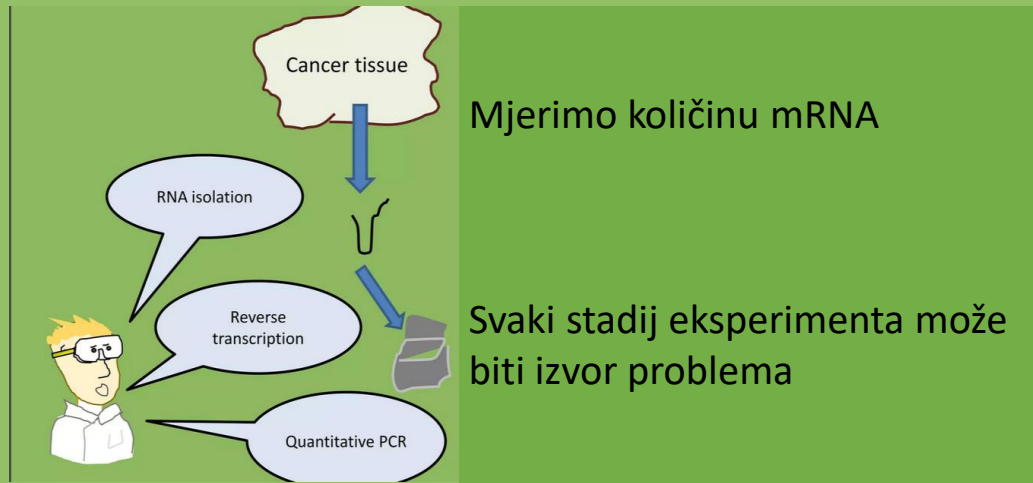 Cancer tissue
Mjerimo količinu mRNA
RNA isolation
Reverse
transcription
Svaki stadij eksperimenta može
biti izvor problema
Quantitative PCR